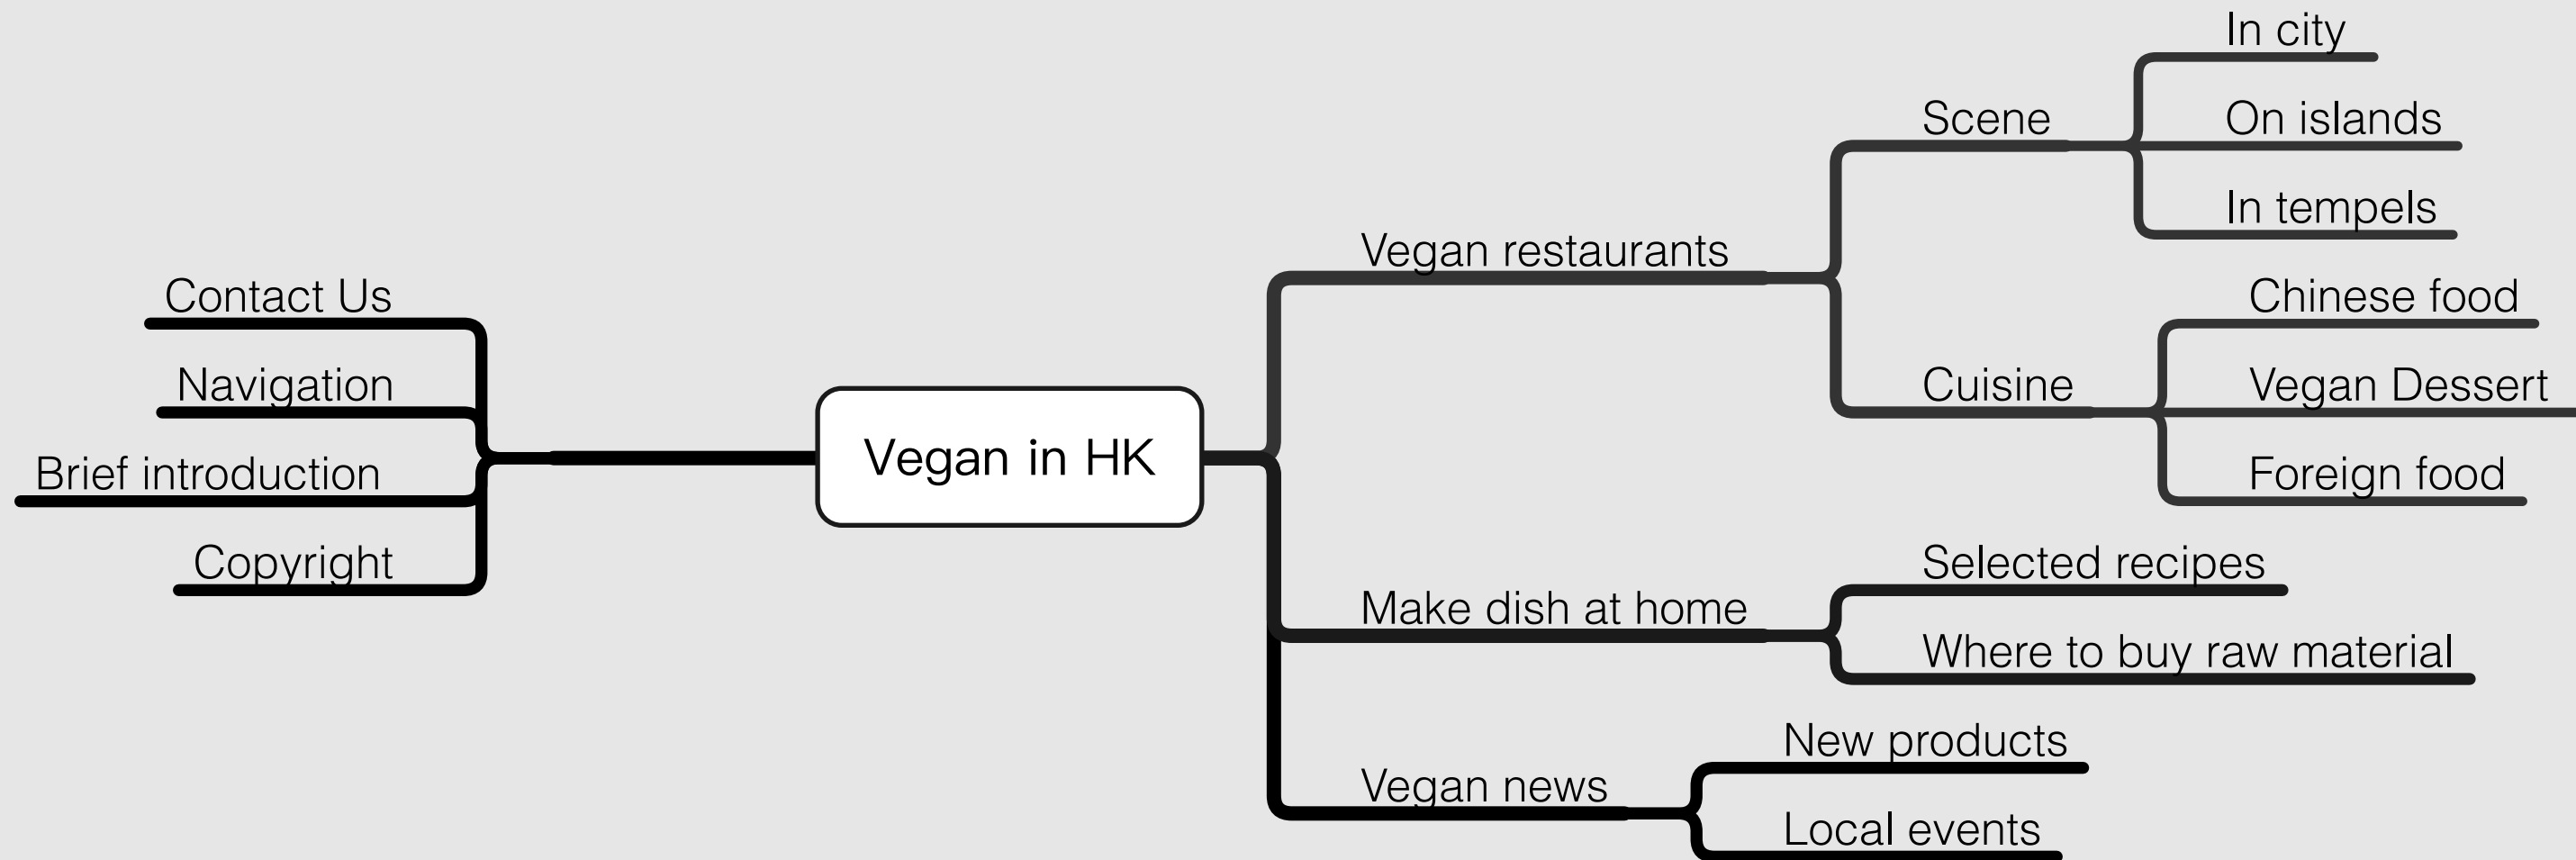 Contact Us
Navigation
Brief introduction
Copyright
Vegan in HK
Vegan restaurants
Scene
In city
On islands
In tempels
Cuisine
Chinese food
Vegan Dessert
Foreign food
Make dish at home
Selected recipes
Where to buy raw material
Vegan news
New products
Local events